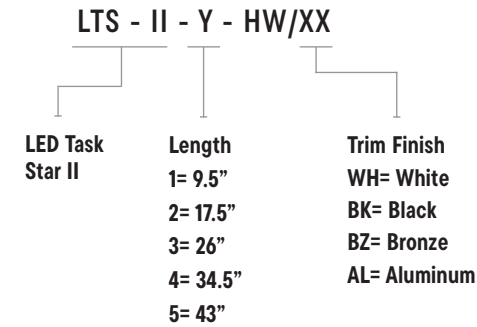 LTS - II - Y - HW/XX
LED Task
Star II
Length
1= 9.5”
2= 17.5”
3= 26”
4= 34.5”
5= 43”
Trim Finish
WH= White
BK= Black
BZ= Bronze
AL= Aluminum